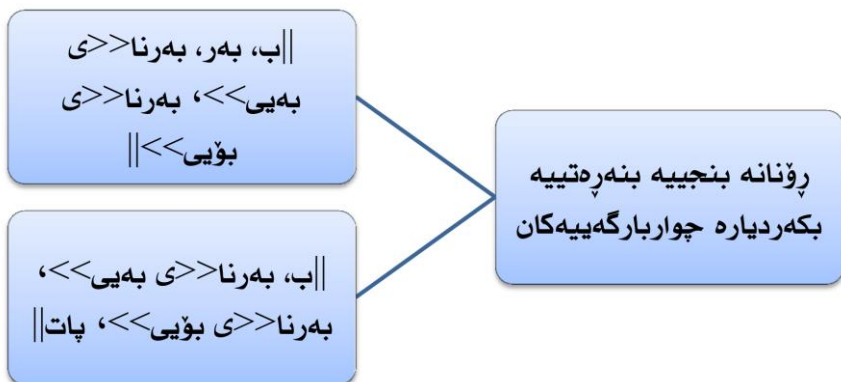 ڕۆنانە بنجییە بنەڕەتییە
بکەردیارە چواربارگەییەکان
||ب، بەر، بەرنا<<ی
بەیی>>، بەرنا<<ی
بۆیی>>||
||ب، بەرنا<<ی بەیی>>،
بەرنا<<ی بۆیی>>، پات||